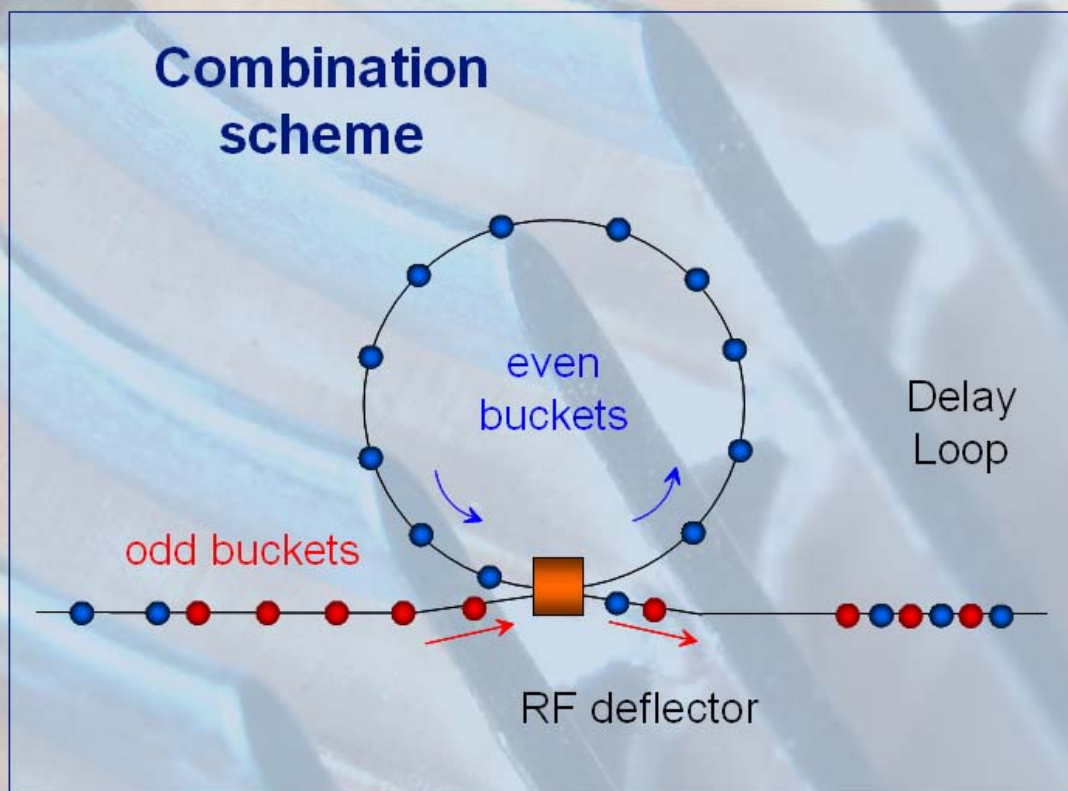 Combination
scheme
even
buckets
Delay
Loop
odd buckets
RF deflector